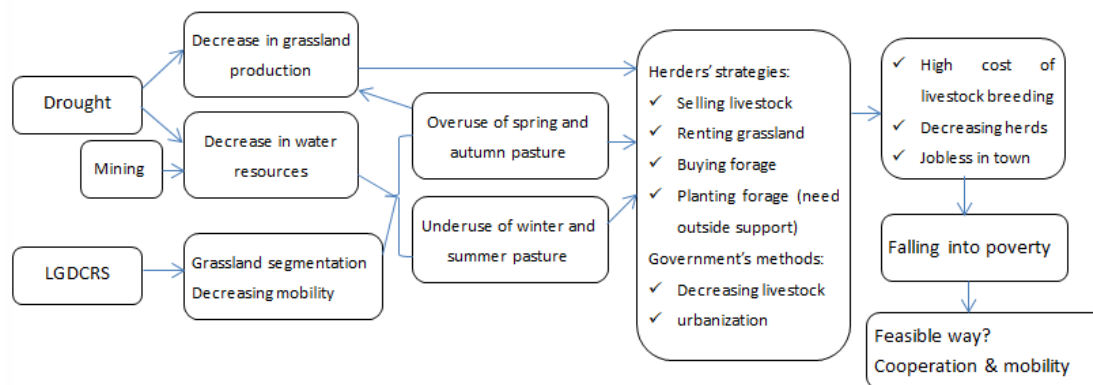 Drought
Mining
LGDCRS
Decrease in grassland
production
Decrease in water
resources
Grassland segmentation
Decreasing mobility
Overuse of spring and
autumn pasture
Underuse of winter and
summer pasture
Herders' strategies:
✓ Selling livestock
✓ Renting grassland
✓ Buying forage
✓ Planting forage (need
outside support)
Government's methods:
✓ Decreasing livestock
✓ urbanization
✓ High cost of
livestock breeding
✓ Decreasing herds
✓ Jobless in town
Falling into poverty
Feasible way?
Cooperation & mobility